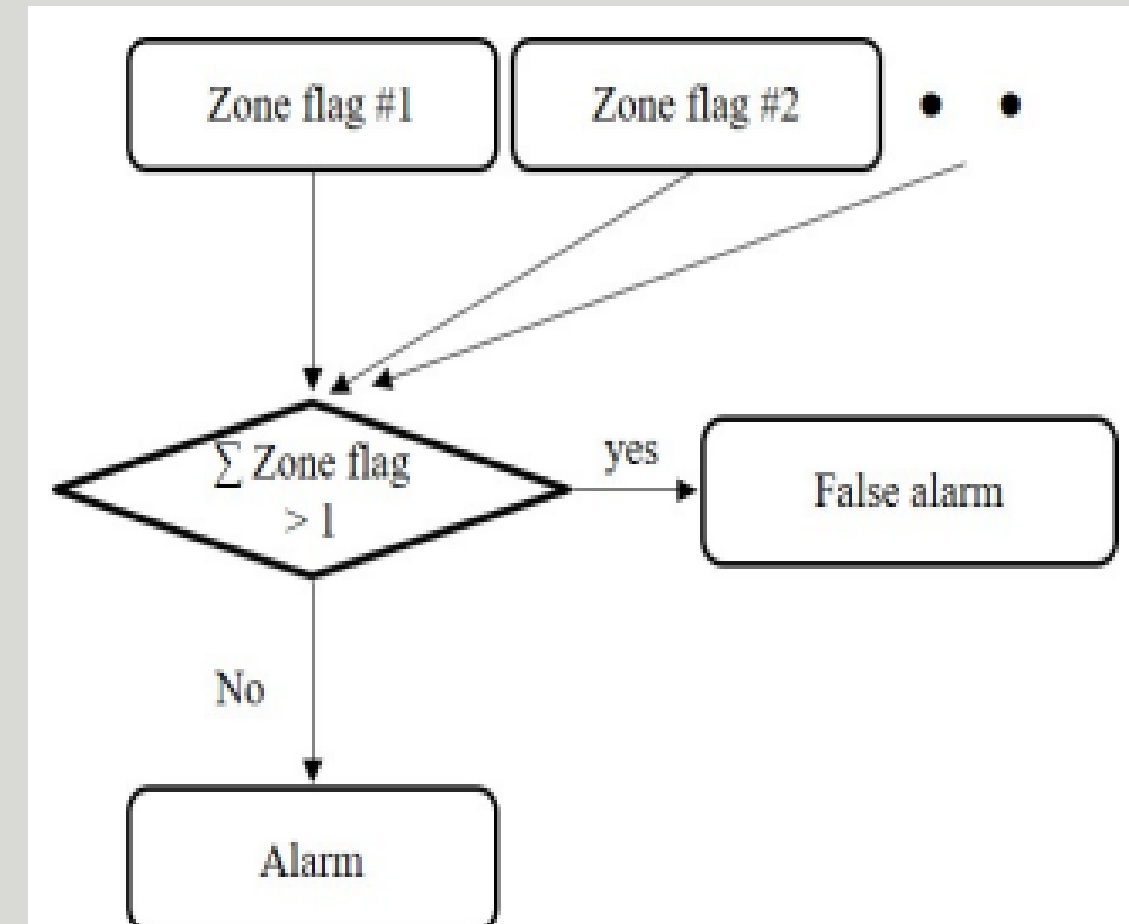 Zone flag #1
Zone flag #2
∑ Zone flag
> 1
yes
False alarm
No
Alarm